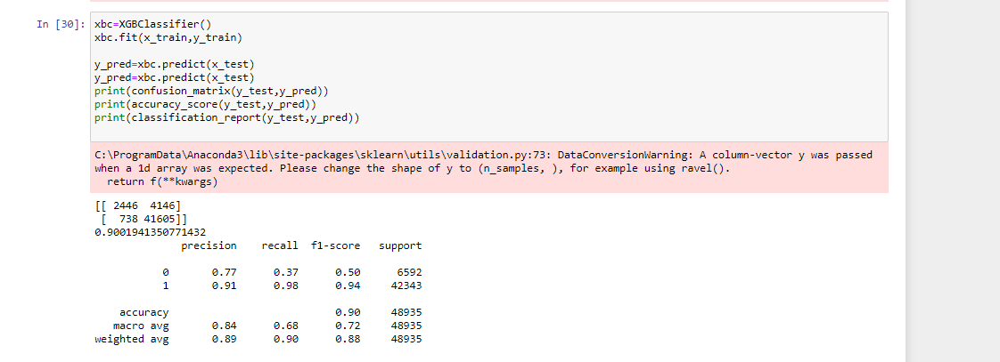 In [30]: xbc=XGBClassifier()
xbc.fit(x_train,y_train)
y_pred=xbc.predict(x_test)
y_pred=xbc.predict(x_test)
print(confusion_matrix(y_test,y_pred))
print(accuracy_score(y_test,y_pred))
print(classification_report(y_test,y_pred))
C:\ProgramData\Anaconda3\lib\site-packages\sklearn\utils\validation.py:73: DataConversionWarning: A column-vector y was passed
when a 1d array was expected. Please change the shape of y to (n_samples, ), for example using ravel().
return f(**kwargs)
[[ 2446 4146]
[ 738 41605]]
0.9001941350771432
precision recall f1-score support
0 0.77 0.37 0.50 6592
1 0.91 0.98 0.94 42343
accuracy 0.90 48935
macro avg 0.84 0.68 0.72 48935
weighted avg 0.89 0.90 0.88 48935